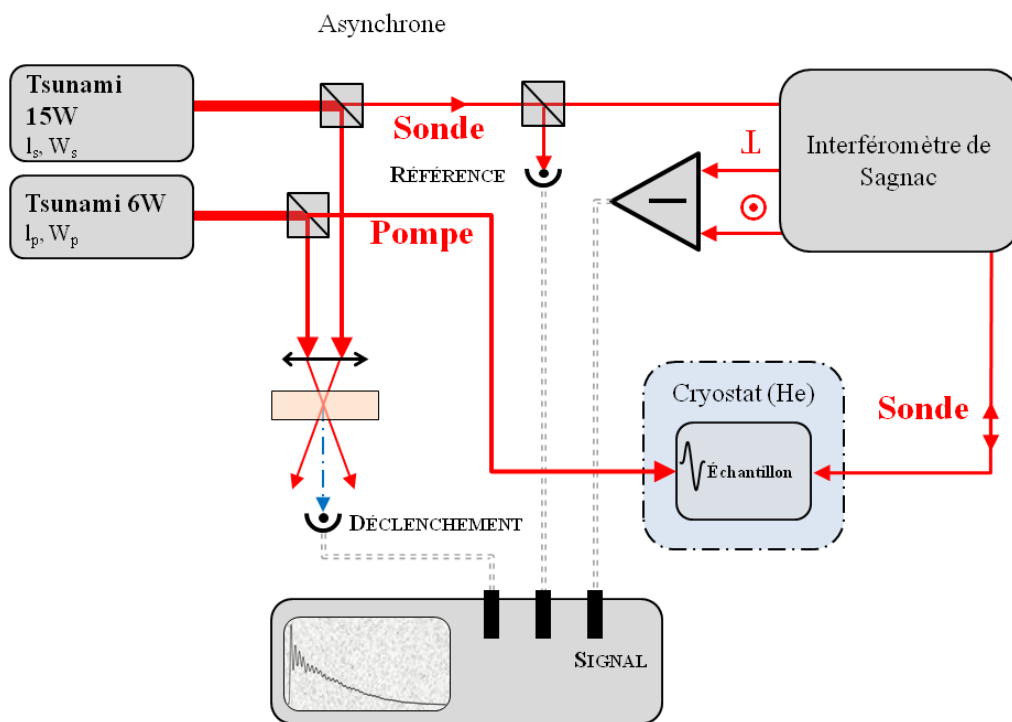 Asynchrone
Tsunami
15W
ls, Ws
Tsunami 6W
lp, Wp
Sonde
RÉFÉRENCE
Pompe
⊥
Interféromètre de
Sagnac
Cryostat (He)
Sonde
Échantillon
DÉCLENCHEMENT
SIGNAL